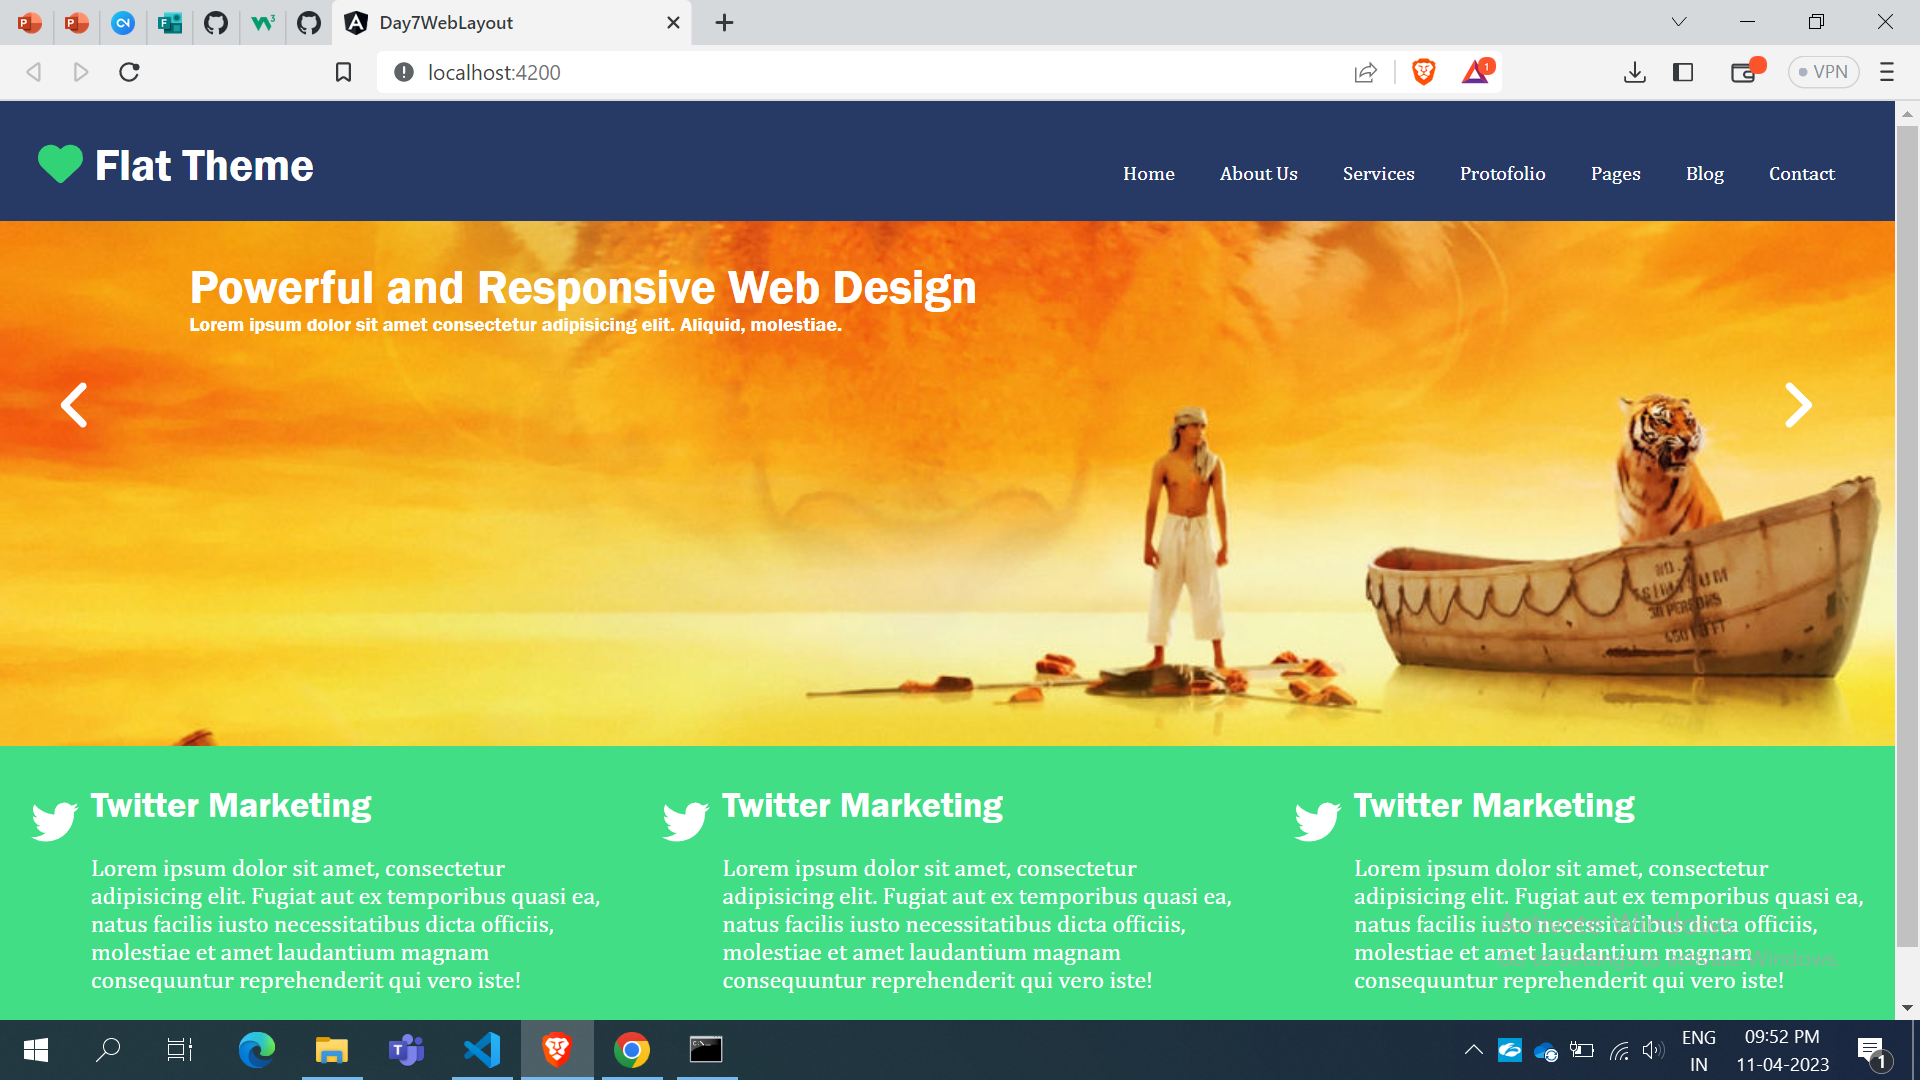 Day7WebLayout
localhost:4200
1
VPN
Flat Theme
Home About Us Services Protofolio Pages Blog Contact
Powerful and Responsive Web Design
Lorem ipsum dolor sit amet consectetur adipisicing elit. Aliquid, molestiae.
30 PERSONS
Twitter Marketing
Lorem ipsum dolor sit amet, consectetur
adipisicing elit. Fugiat aut ex temporibus quasi ea,
natus facilis iusto necessitatibus dicta officiis,
molestiae et amet laudantium magnam
consequuntur reprehenderit qui vero iste!
Twitter Marketing
Lorem ipsum dolor sit amet, consectetur
adipisicing elit. Fugiat aut ex temporibus quasi ea,
natus facilis iusto necessitatibus dicta officiis,
molestiae et amet laudantium magnam
consequuntur reprehenderit qui vero iste!
Twitter Marketing
Lorem ipsum dolor sit amet, consectetur
adipisicing elit. Fugiat aut ex temporibus quasi ea,
natus facilis iusto necessitatibus dicta officiis,
molestiae et amet laudantium magnam
consequuntur reprehenderit qui vero iste!
Activate Windows
Go to Settings to activate Windows.
ENG
IN
09:52 PM
11-04-2023
1